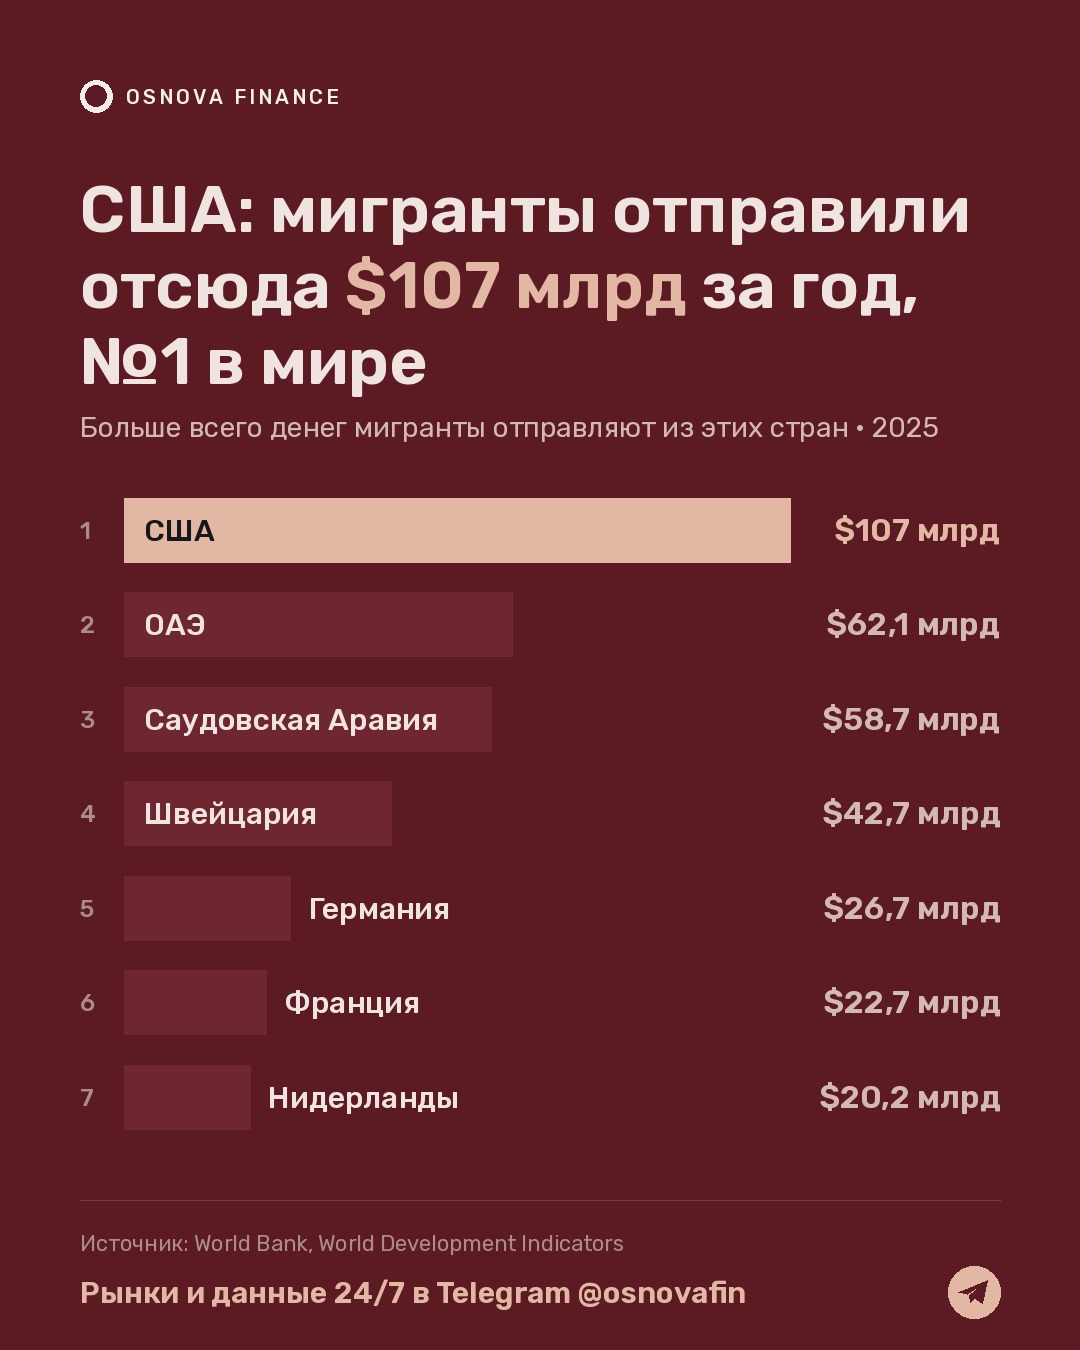 OSNOVA FINANCE
США: мигранты отправили
отсюда $107 млрд за год,
№1 в мире
Больше всего денег мигранты отправляют из этих стран • 2025
1 США $107 млрд
2 ОАЭ $62,1 млрд
3 Саудовская Аравия $58,7 млрд
4 Швейцария $42,7 млрд
5 Германия $26,7 млрд
6 Франция $22,7 млрд
7 Нидерланды $20,2 млрд
Источник: World Bank, World Development Indicators
Рынки и данные 24/7 в Telegram @osnovafin